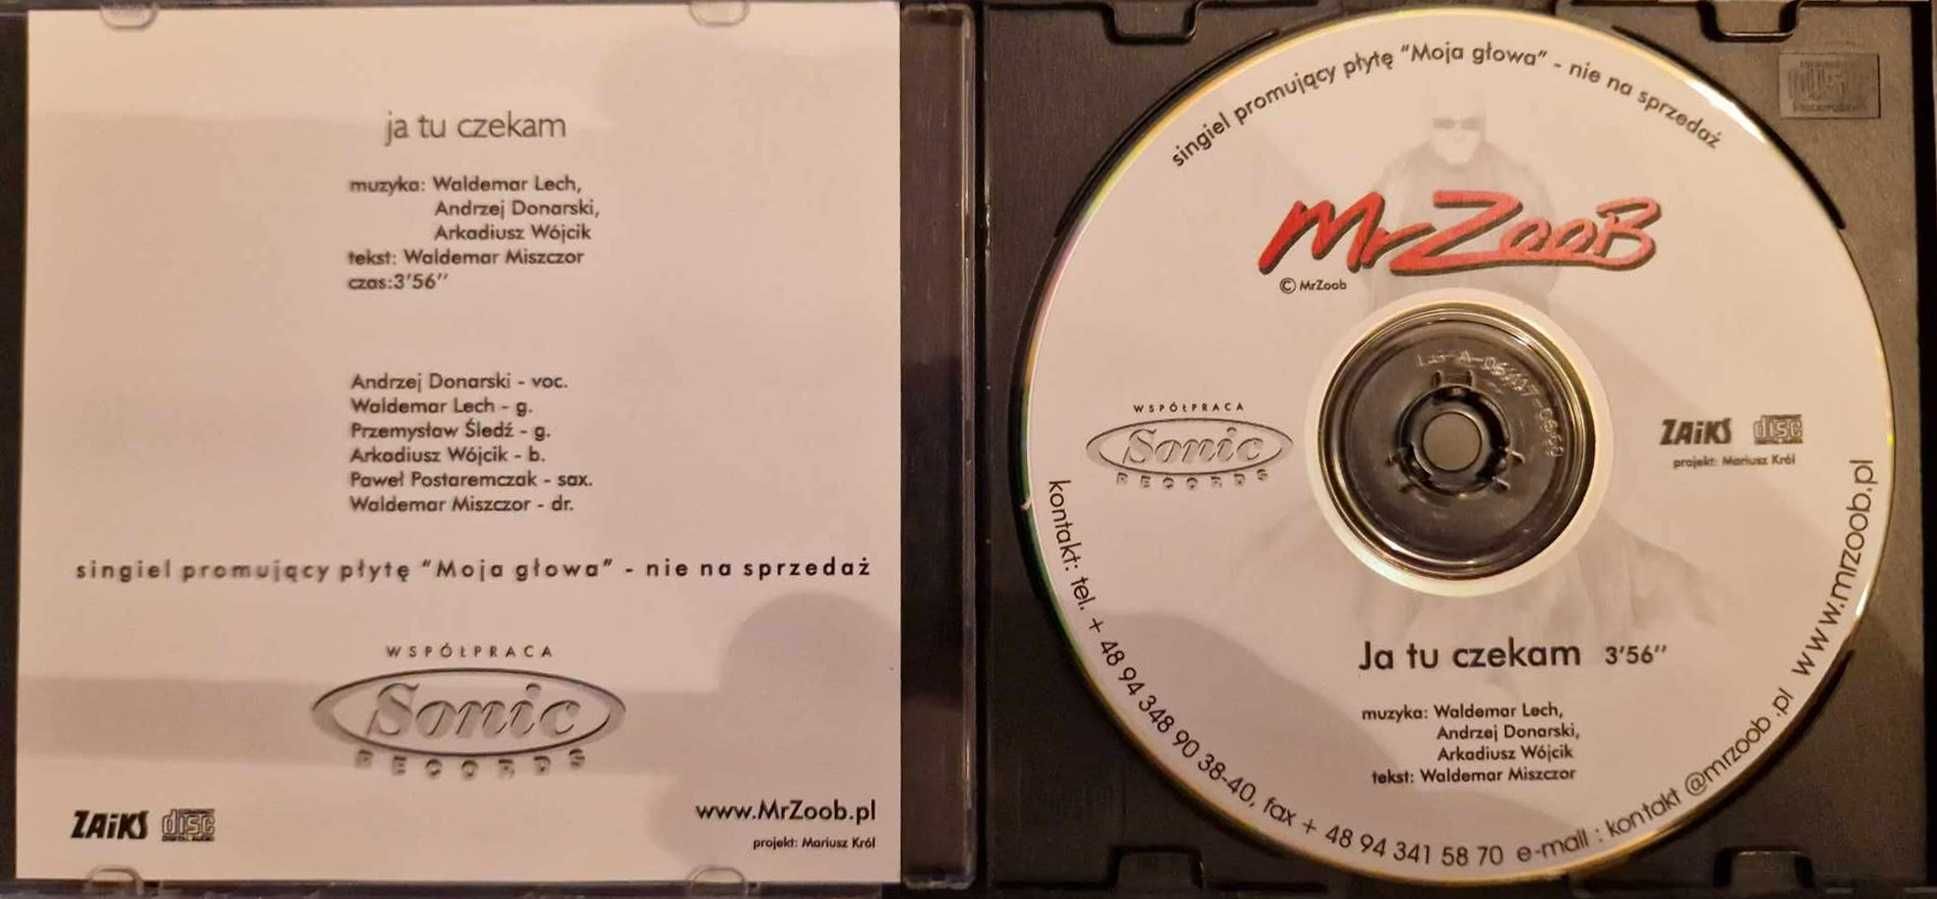 ja tu czekam
muzyka: Waldemar Lech,
Andrzej Donarski,
Arkadiusz Wójcik
tekst: Waldemar Miszczor
czas:3'56''
Andrzej Donarski - voc.
Waldemar Lech - g.
Przemysław Śledź - g.
Arkadiusz Wójcik - b.
Paweł Postaremczak - sax.
Waldemar Miszczor - dr.
singiel promujący płytę "Moja głowa" - nie na sprzedaż
WSPÓŁPRACA
Sonic
RECORDS
ZAiKS disc
DIGITAL AUDIO
www.MrZoob.pl
projekt: Mariusz Król
singiel promujący płytę "Moja głowa" - nie na sprzedaż
MrZooB
© MrZoob
WSPÓŁPRACA
Sonic
RECORDS
ZAiKS disc
projekt: Mariusz Król
Ja tu czekam 3'56''
muzyka: Waldemar Lech,
Andrzej Donarski,
Arkadiusz Wójcik
tekst: Waldemar Miszczor
kontakt: tel. + 48 94 348 90 38-40, fax + 48 94 341 58 70 e-mail : kontakt @mrzoob.pl www.mrzoob.pl